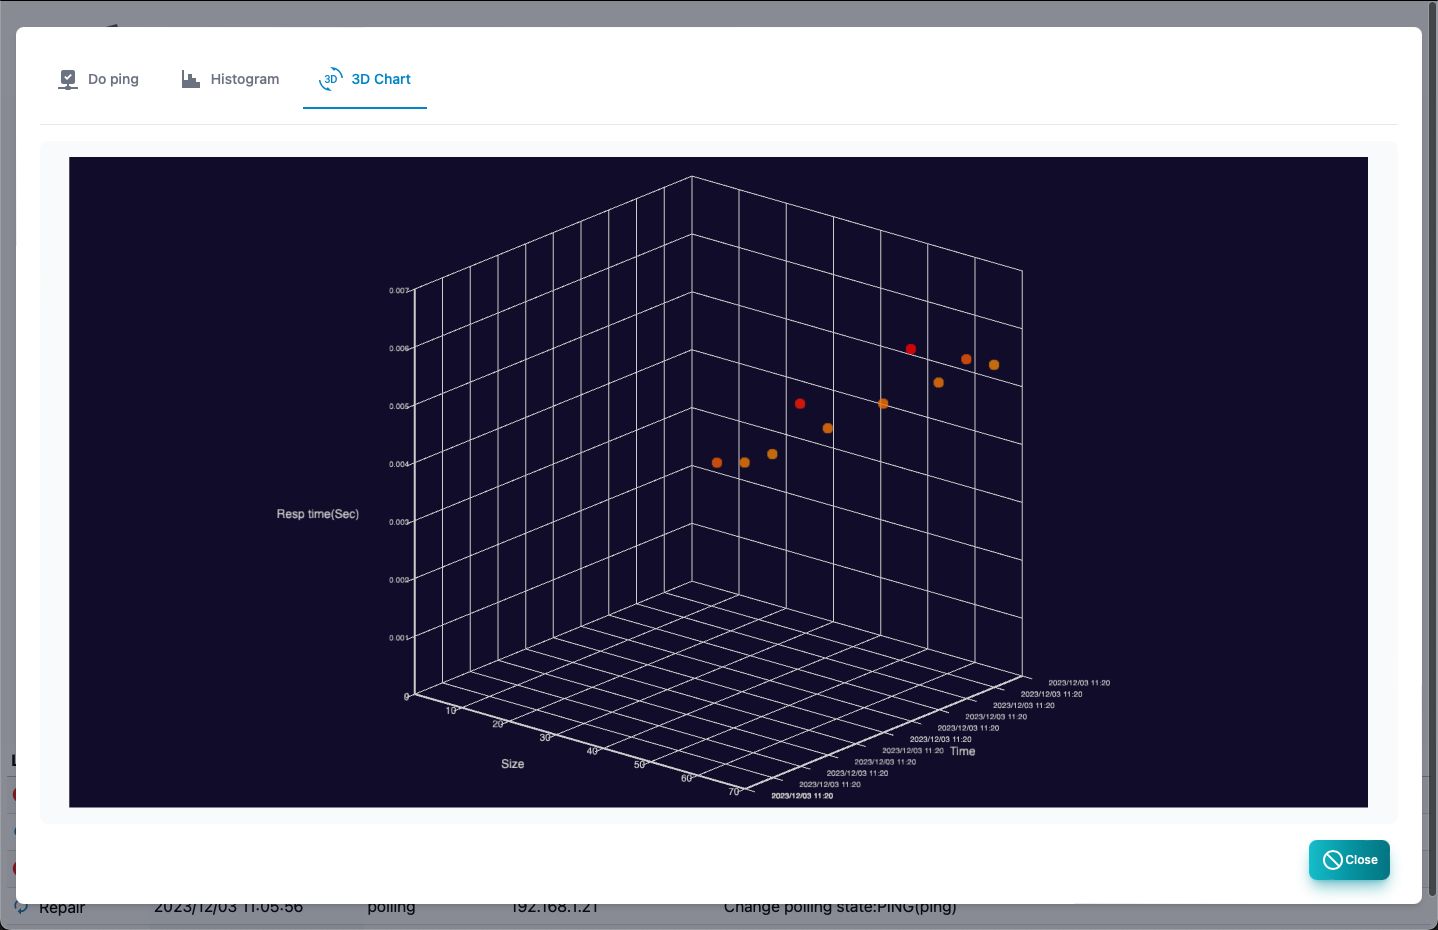 Do ping
Histogram
3D
3D Chart
0.007
0.006
0.005
0.004
0.003
0.002
0.001
0
Resp time(Sec)
10
20
30
40
50
60
70
Size
2023/12/03 11:20
2023/12/03 11:20
2023/12/03 11:20
2023/12/03 11:20
2023/12/03 11:20
2023/12/03 11:20
2023/12/03 11:20 Time
2023/12/03 11:20
2023/12/03 11:20
2023/12/03 11:20
2023/12/03 11:20
Close
Repair 2023/12/03 11:05:56 polling 192.168.1.21 Change polling state:PING(ping)